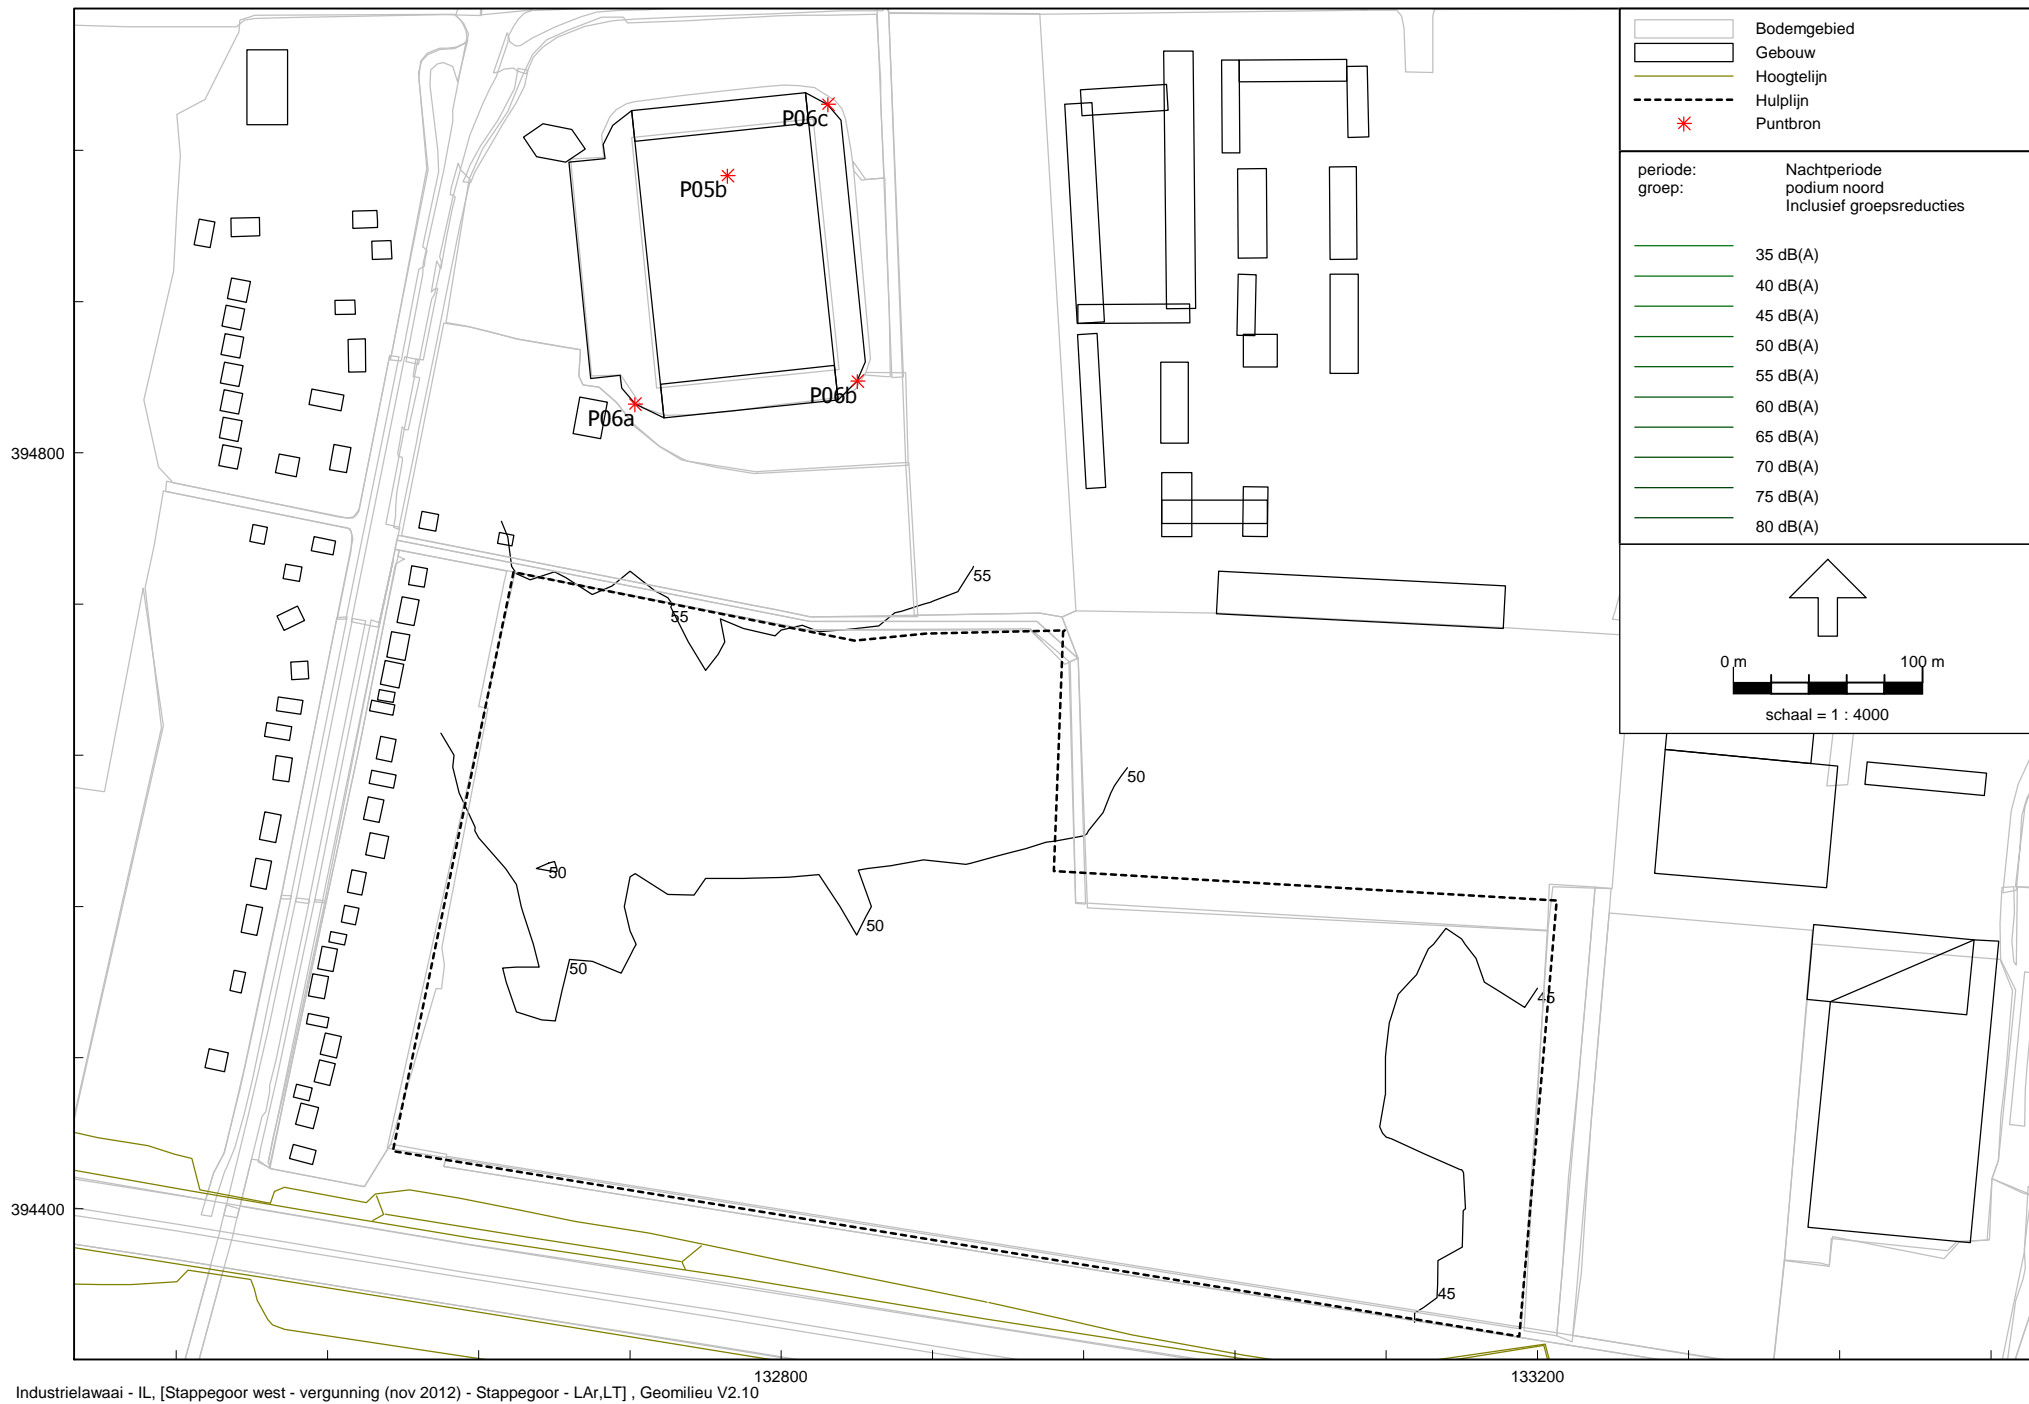 Bodemgebied
Gebouw
Hoogtelijn
Hulplijn
Puntbron
periode: Nachtperiode
groep: podium noord
Inclusief groepsreducties
35 dB(A)
40 dB(A)
45 dB(A)
50 dB(A)
55 dB(A)
60 dB(A)
65 dB(A)
70 dB(A)
75 dB(A)
80 dB(A)
0 m 100 m
schaal = 1 : 4000
P06c
P05b
P06b
P06a
394800
55
55
50
50
50
50
45
394400
45
132800 133200
Industrielawaai - IL, [Stappegoor west - vergunning (nov 2012) - Stappegoor - LAr,LT] , Geomilieu V2.10